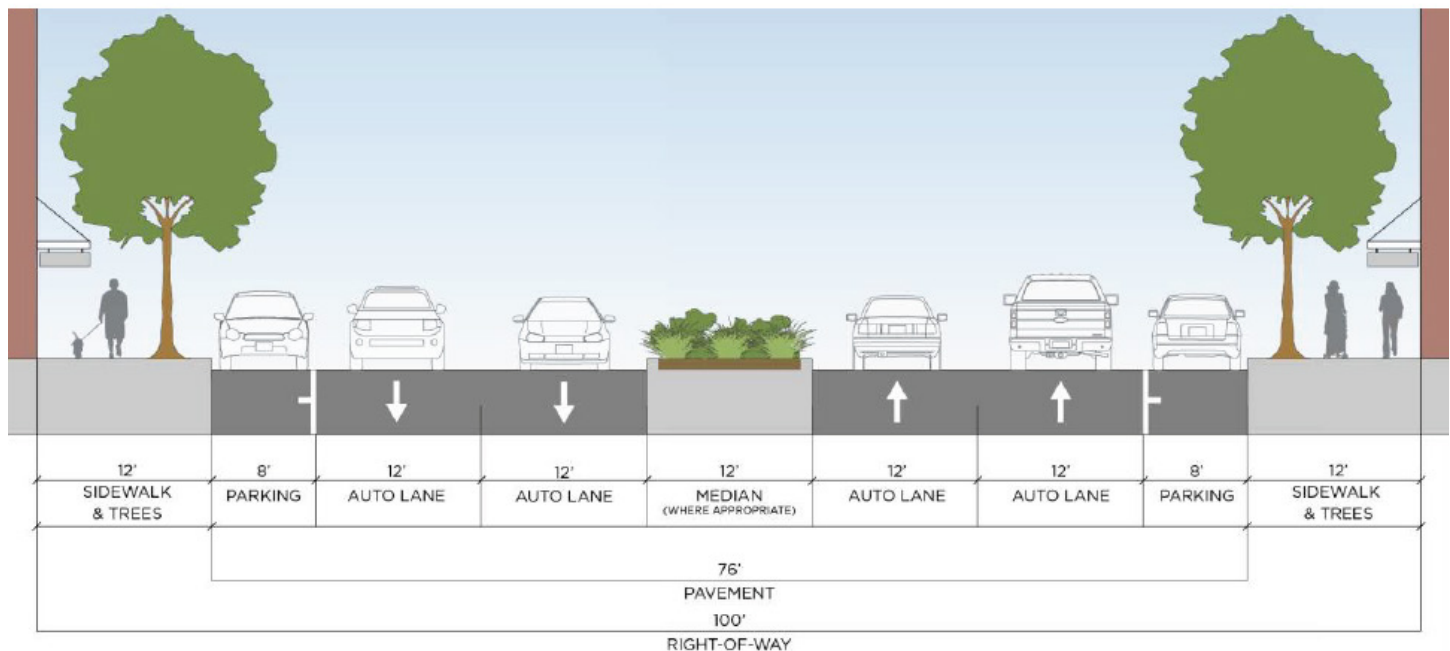 12' 8' 12' 12' 12' 12' 12' 8' 12'
SIDEWALK PARKING AUTO LANE AUTO LANE MEDIAN AUTO LANE AUTO LANE PARKING SIDEWALK
& TREES (WHERE APPROPRIATE) & TREES
76'
PAVEMENT
100'
RIGHT-OF-WAY